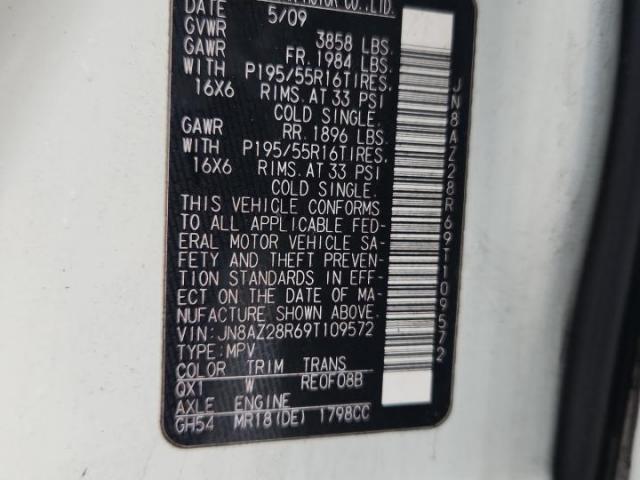 MOTOR CO., LTD.
DATE 5/09
GVWR 3858 LBS.
GAWR FR. 1984 LBS.
WITH P195/55R16TIRES,
16X6 RIMS. AT 33 PSI
COLD SINGLE.
GAWR RR. 1896 LBS.
WITH P195/55R16TIRES,
16X6 RIMS. AT 33 PSI
COLD SINGLE.
THIS VEHICLE CONFORMS
TO ALL APPLICABLE FED-
ERAL MOTOR VEHICLE SA-
FETY AND THEFT PREVEN-
TION STANDARDS IN EFF-
ECT ON THE DATE OF MA-
NUFACTURE SHOWN ABOVE.
VIN: JN8AZ28R69T109572
TYPE: MPV
COLOR TRIM TRANS
QX1 W RE0F08B
AXLE ENGINE
GH54 MR18(DE) 1798CC
JN8AZ28R69T109572